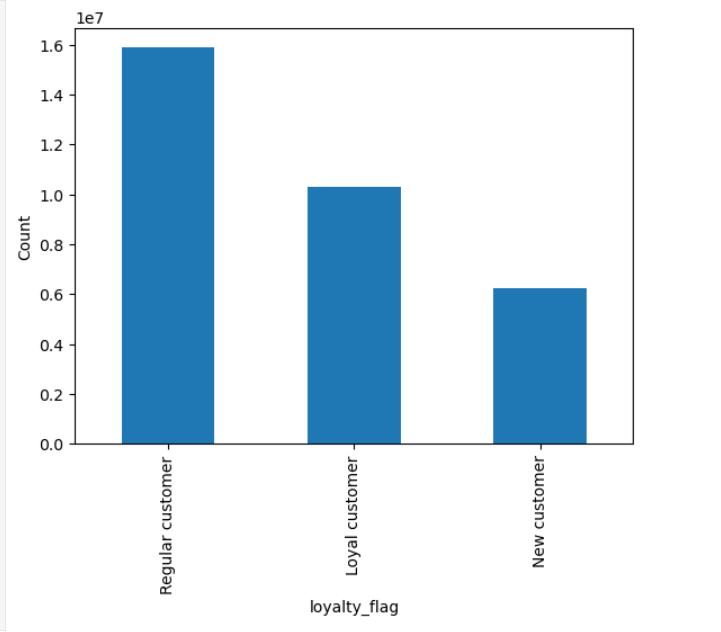 1e7
1.6
1.4
1.2
1.0
0.8
0.6
0.4
0.2
0.0
Count
Regular customer
Loyal customer
New customer
loyalty_flag